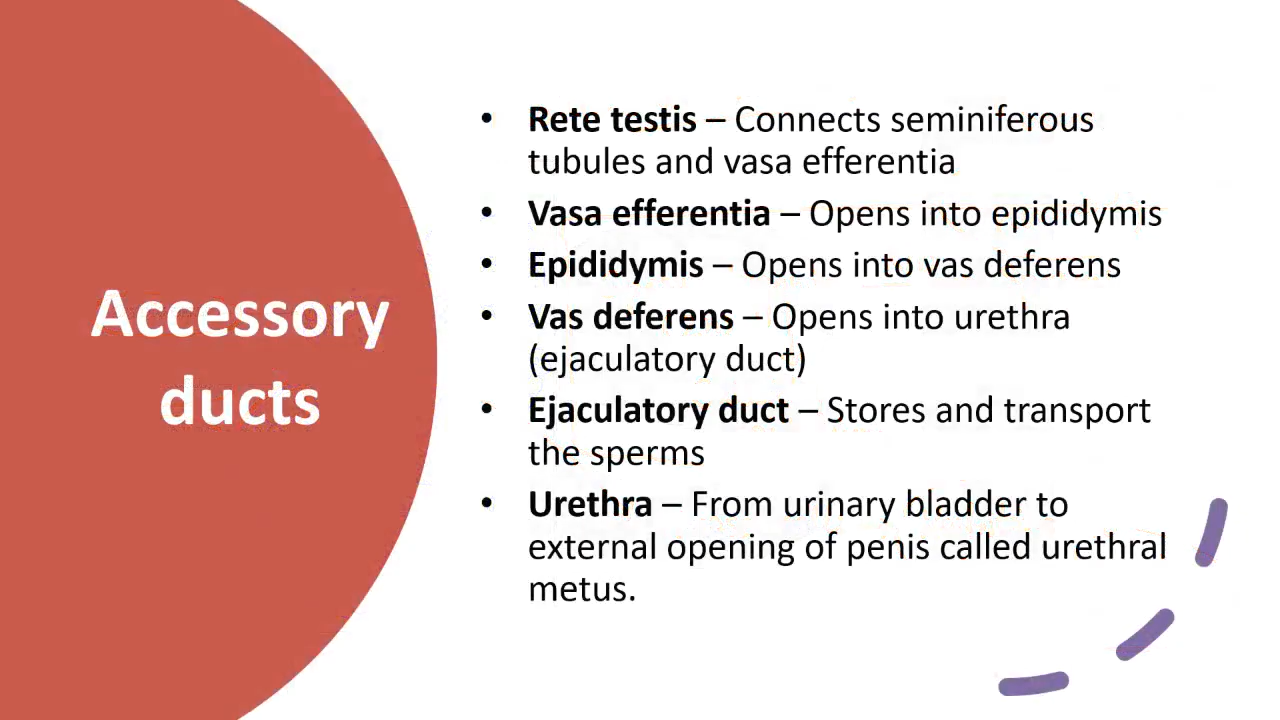 Accessory
ducts
• Rete testis – Connects seminiferous
tubules and vasa efferentia
• Vasa efferentia – Opens into epididymis
• Epididymis – Opens into vas deferens
• Vas deferens – Opens into urethra
(ejaculatory duct)
• Ejaculatory duct – Stores and transport
the sperms
• Urethra – From urinary bladder to
external opening of penis called urethral
metus.